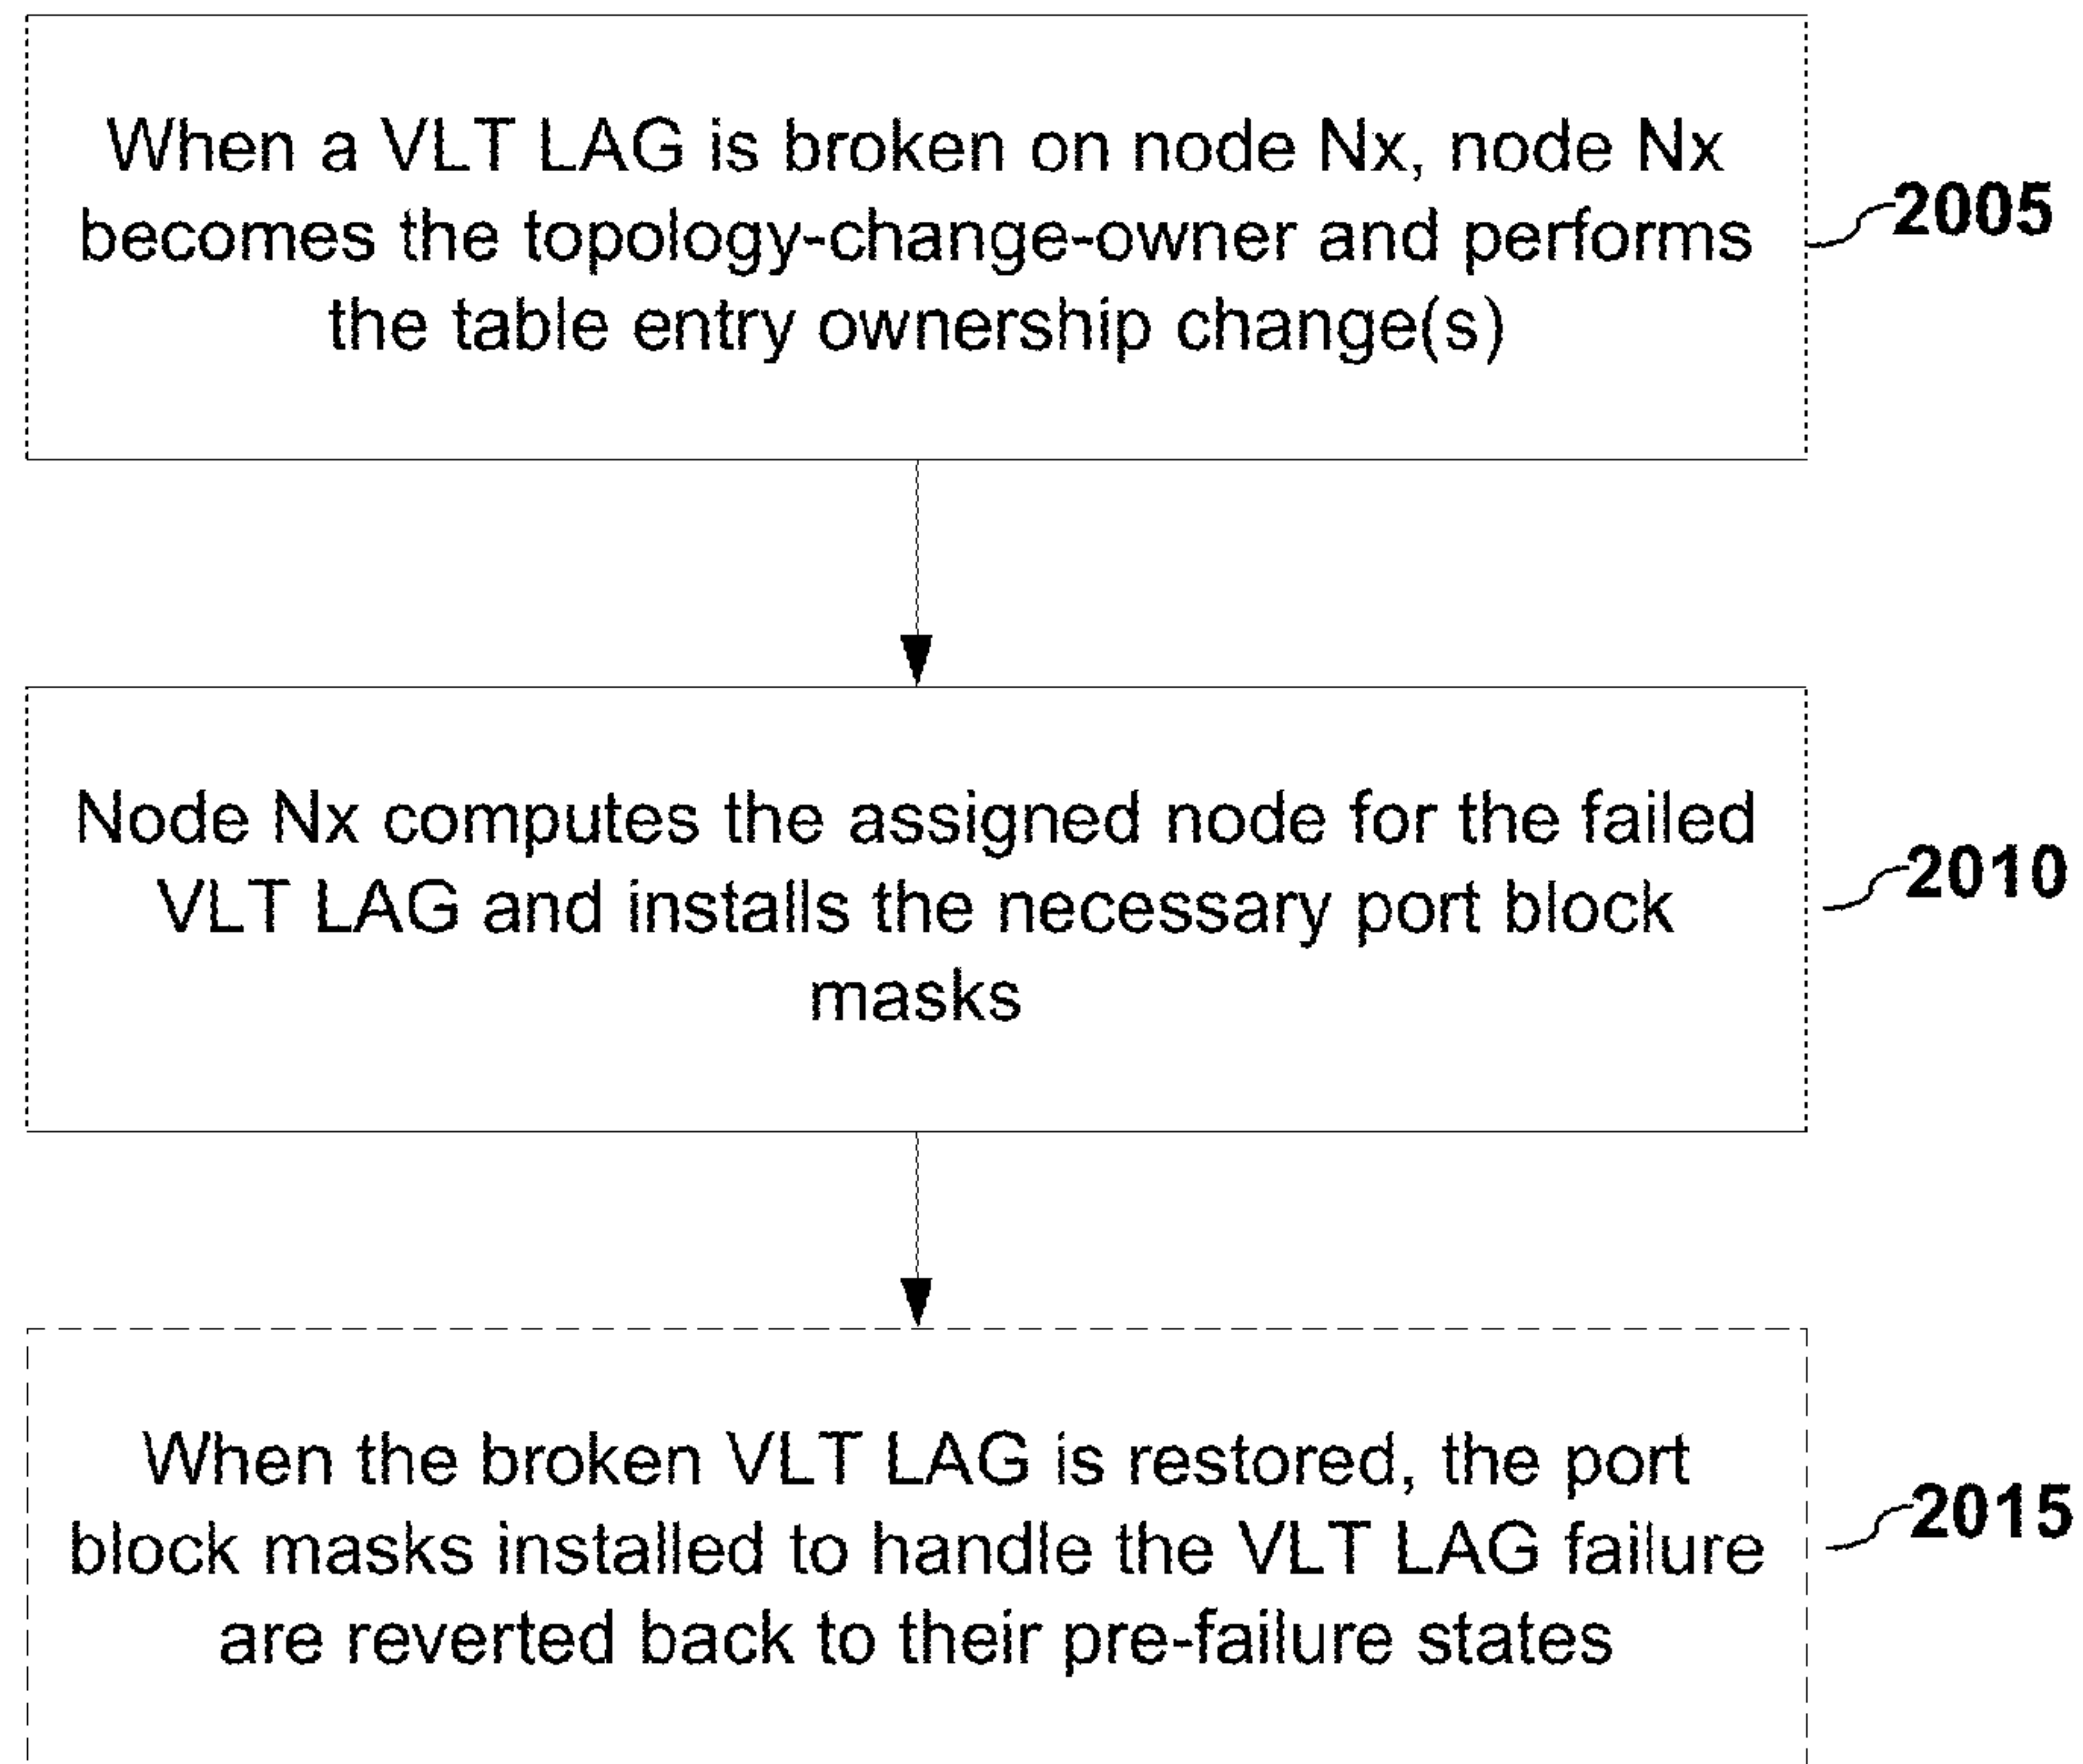 When a VLT LAG is broken on node Nx, node Nx
becomes the topology-change-owner and performs
the table entry ownership change(s)
2005
Node Nx computes the assigned node for the failed
VLT LAG and installs the necessary port block
masks
2010
When the broken VLT LAG is restored, the port
block masks installed to handle the VLT LAG failure
are reverted back to their pre-failure states
2015